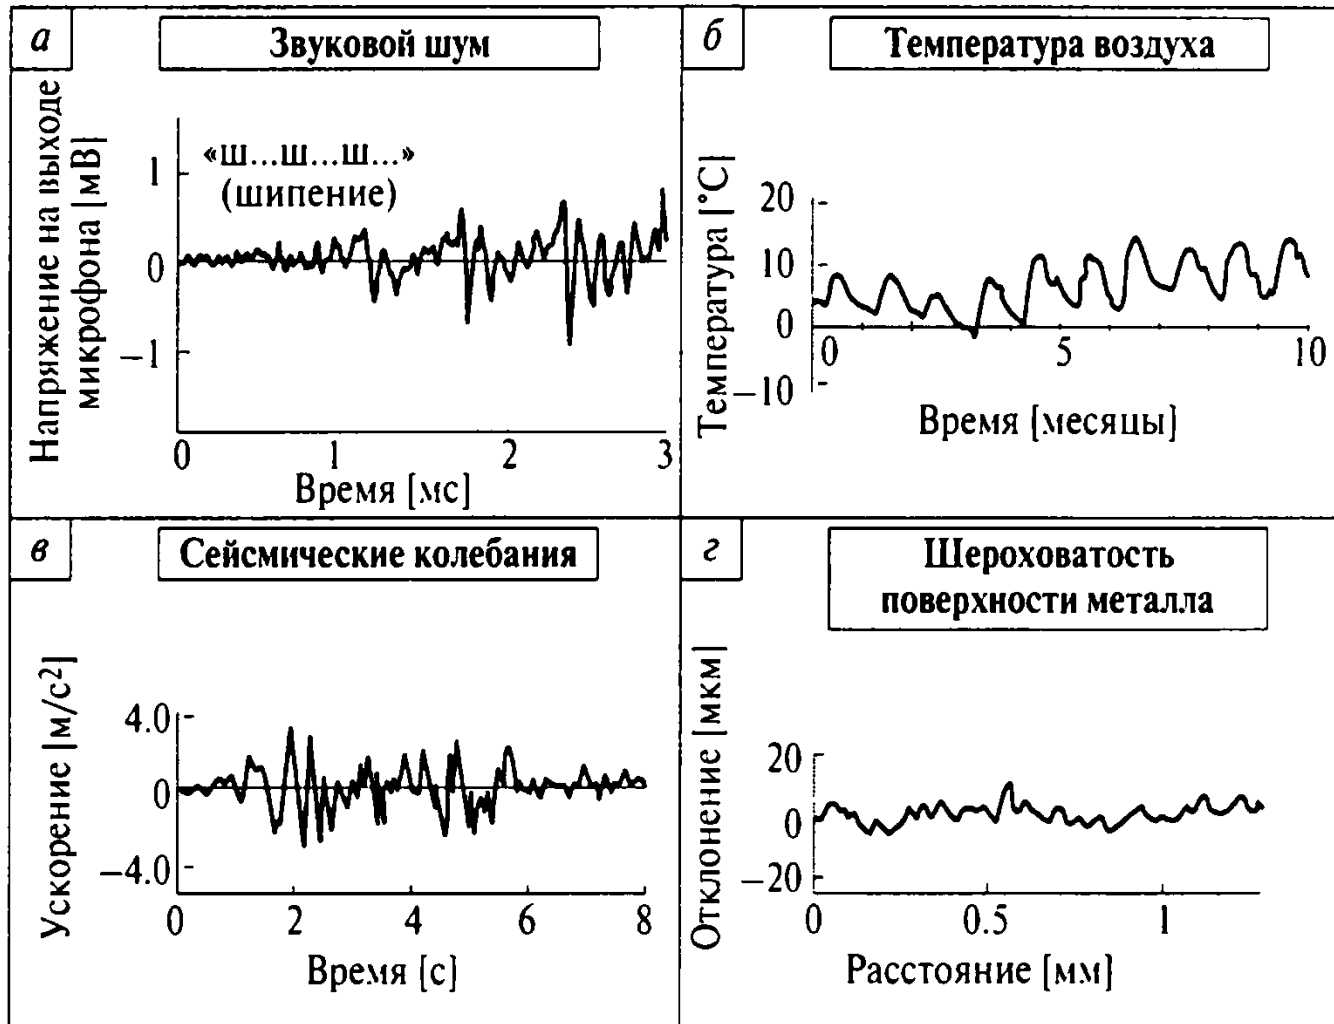 а
Звуковой шум
Напряжение на выходе
микрофона [мВ]
«Ш...Ш...Ш...»
(шипение)
1
0
−1
0 1 2 3
Время [мс]
б
Температура воздуха
Температура [°C]
20
10
0
−10
0 5 10
Время [месяцы]
в
Сейсмические колебания
Ускорение [м/с²]
4.0
0
−4.0
0 2 4 6 8
Время [с]
г
Шероховатость
поверхности металла
Отклонение [мкм]
20
0
−20
0 0.5 1
Расстояние [мм]